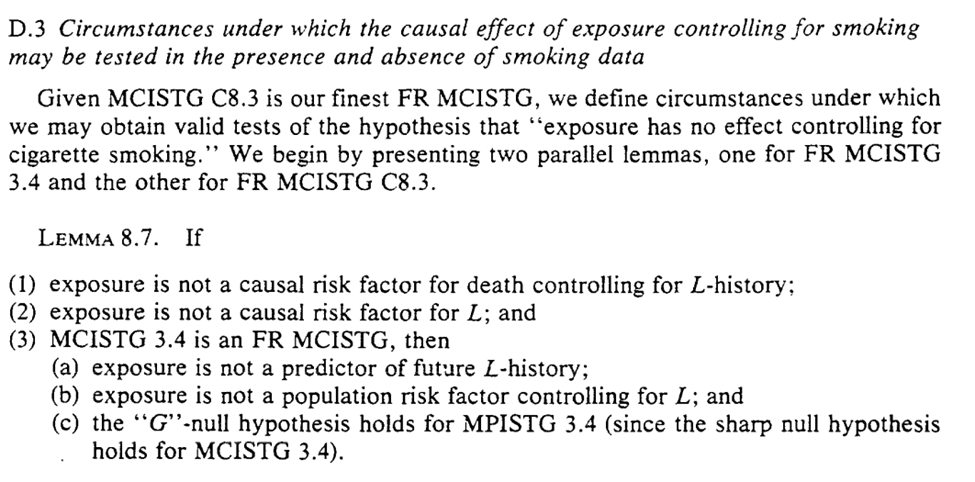 D.3 Circumstances under which the causal effect of exposure controlling for smoking
may be tested in the presence and absence of smoking data
Given MCISTG C8.3 is our finest FR MCISTG, we define circumstances under which
we may obtain valid tests of the hypothesis that “exposure has no effect controlling for
cigarette smoking.” We begin by presenting two parallel lemmas, one for FR MCISTG
3.4 and the other for FR MCISTG C8.3.
LEMMA 8.7. If
(1) exposure is not a causal risk factor for death controlling for L-history;
(2) exposure is not a causal risk factor for L; and
(3) MCISTG 3.4 is an FR MCISTG, then
(a) exposure is not a predictor of future L-history;
(b) exposure is not a population risk factor controlling for L; and
(c) the “G”-null hypothesis holds for MPISTG 3.4 (since the sharp null hypothesis
holds for MCISTG 3.4).